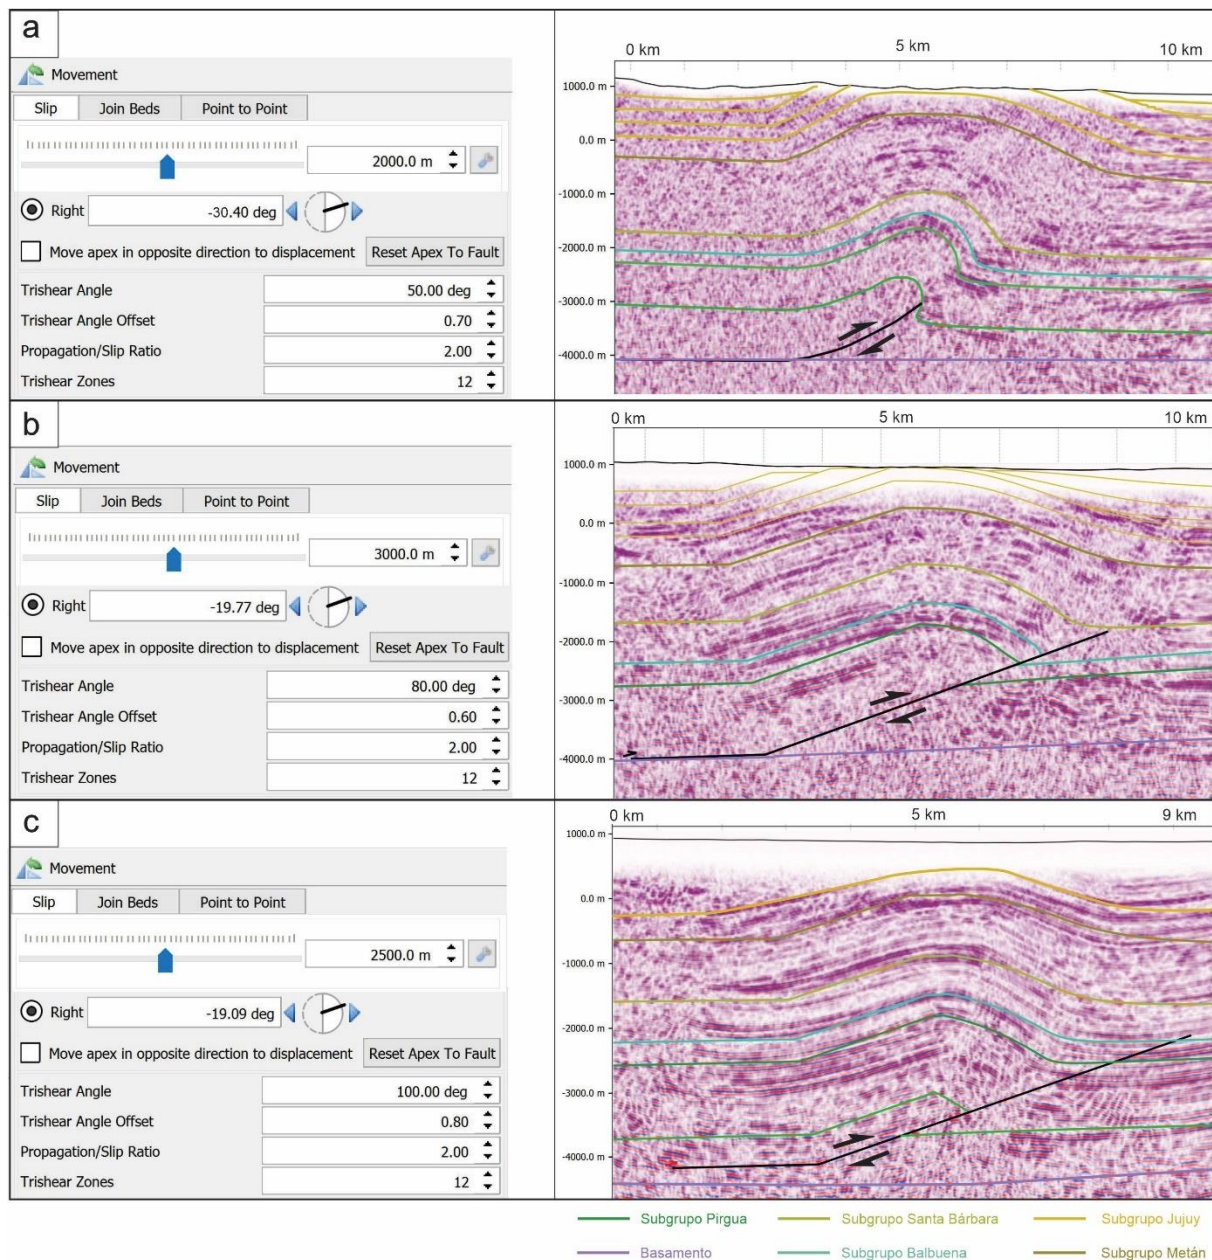 a
Movement
Slip Join Beds Point to Point
2000.0 m
Right -30.40 deg
Move apex in opposite direction to displacement Reset Apex To Fault
Trishear Angle 50.00 deg
Trishear Angle Offset 0.70
Propagation/Slip Ratio 2.00
Trishear Zones 12
0 km 5 km 10 km
1000.0 m
0.0 m
-1000.0 m
-2000.0 m
-3000.0 m
-4000.0 m
b
Movement
Slip Join Beds Point to Point
3000.0 m
Right -19.77 deg
Move apex in opposite direction to displacement Reset Apex To Fault
Trishear Angle 80.00 deg
Trishear Angle Offset 0.60
Propagation/Slip Ratio 2.00
Trishear Zones 12
0 km 5 km 10 km
1000.0 m
0.0 m
-1000.0 m
-2000.0 m
-3000.0 m
-4000.0 m
c
Movement
Slip Join Beds Point to Point
2500.0 m
Right -19.09 deg
Move apex in opposite direction to displacement Reset Apex To Fault
Trishear Angle 100.00 deg
Trishear Angle Offset 0.80
Propagation/Slip Ratio 2.00
Trishear Zones 12
0 km 5 km 9 km
1000.0 m
0.0 m
-1000.0 m
-2000.0 m
-3000.0 m
-4000.0 m
Subgrupo Pirgua Subgrupo Santa Bárbara Subgrupo Jujuy
Basamento Subgrupo Balbuena Subgrupo Metán